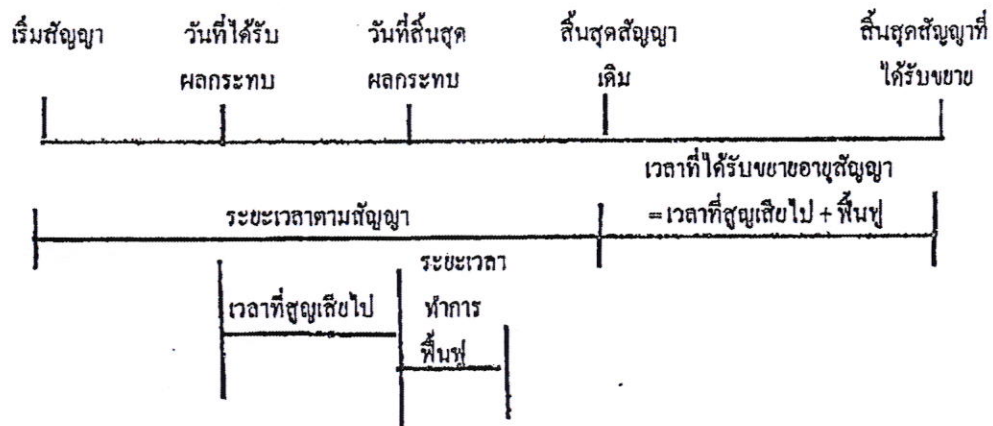 เริ่มสัญญา วันที่ได้รับ วันที่สิ้นสุด สิ้นสุดสัญญา สิ้นสุดสัญญาที่
ผลกระทบ ผลกระทบ เดิม ได้รับขยาย
เวลาที่ได้รับขยายอายุสัญญา
ระยะเวลาตามสัญญา = เวลาที่สูญเสียไป + ฟื้นฟู
ระยะเวลา
เวลาที่สูญเสียไป ทำการ
ฟื้นฟู